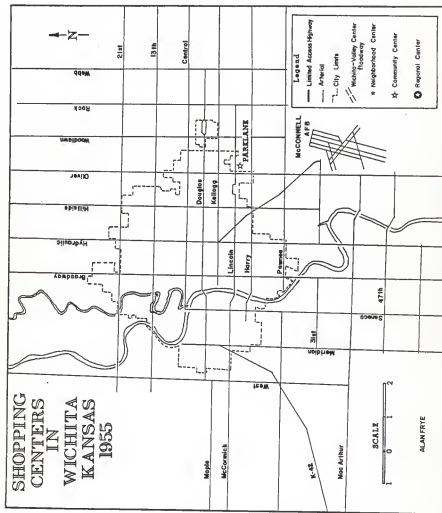 SHOPPING
CENTERS
IN
WICHITA
KANSAS
1955
N
21st
13th
Central
Webb
Rock
Woodlawn
Oliver
Hillside
Hydraulic
Broadway
Douglas
Kellogg
PARKLANE
Lincoln
Harry
Pawnee
McCONNELL
AFB
Maple
McCormick
West
Meridian
Seneca
31st
47th
K-42
Mac Arthur
Legend
Limited Access Highway
Arterial
City Limits
Wichita-Valley Center
floodway
Neighborhood Center
Community Center
Regional Center
SCALE
1 0 1 2
ALAN FRYE